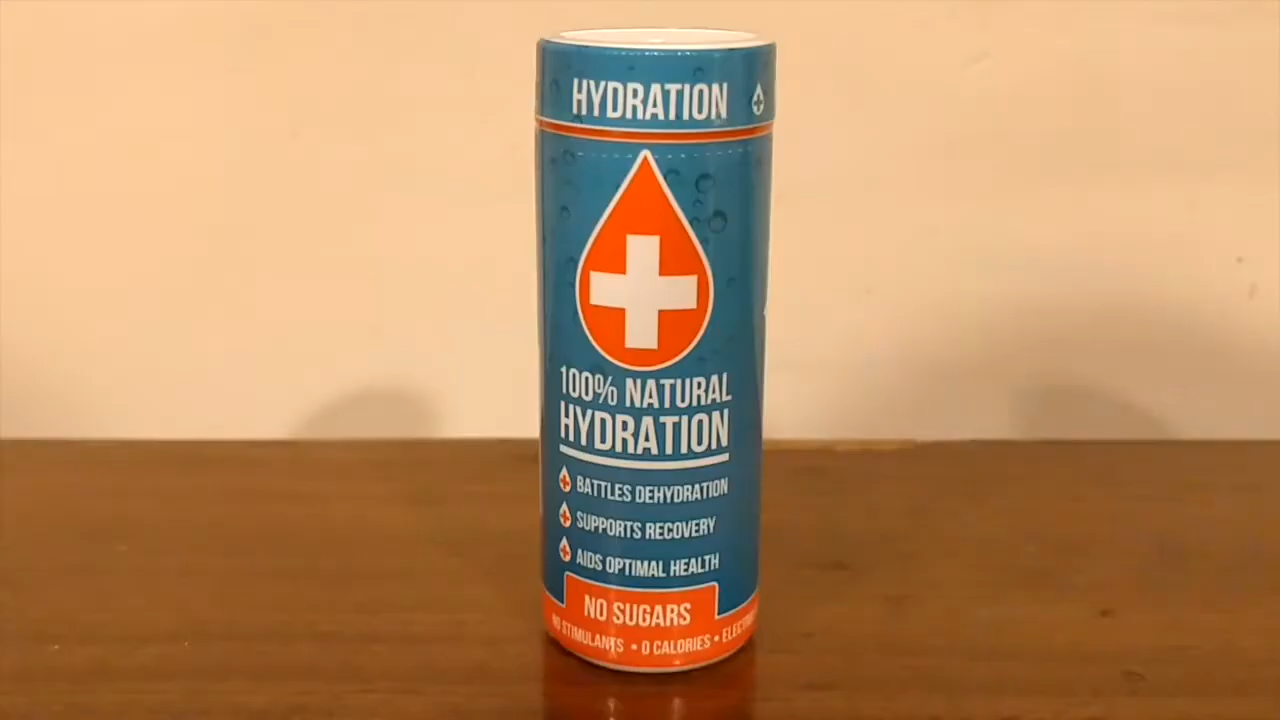 HYDRATION
100% NATURAL
HYDRATION
BATTLES DEHYDRATION
SUPPORTS RECOVERY
AIDS OPTIMAL HEALTH
NO SUGARS
NO STIMULANTS • 0 CALORIES •